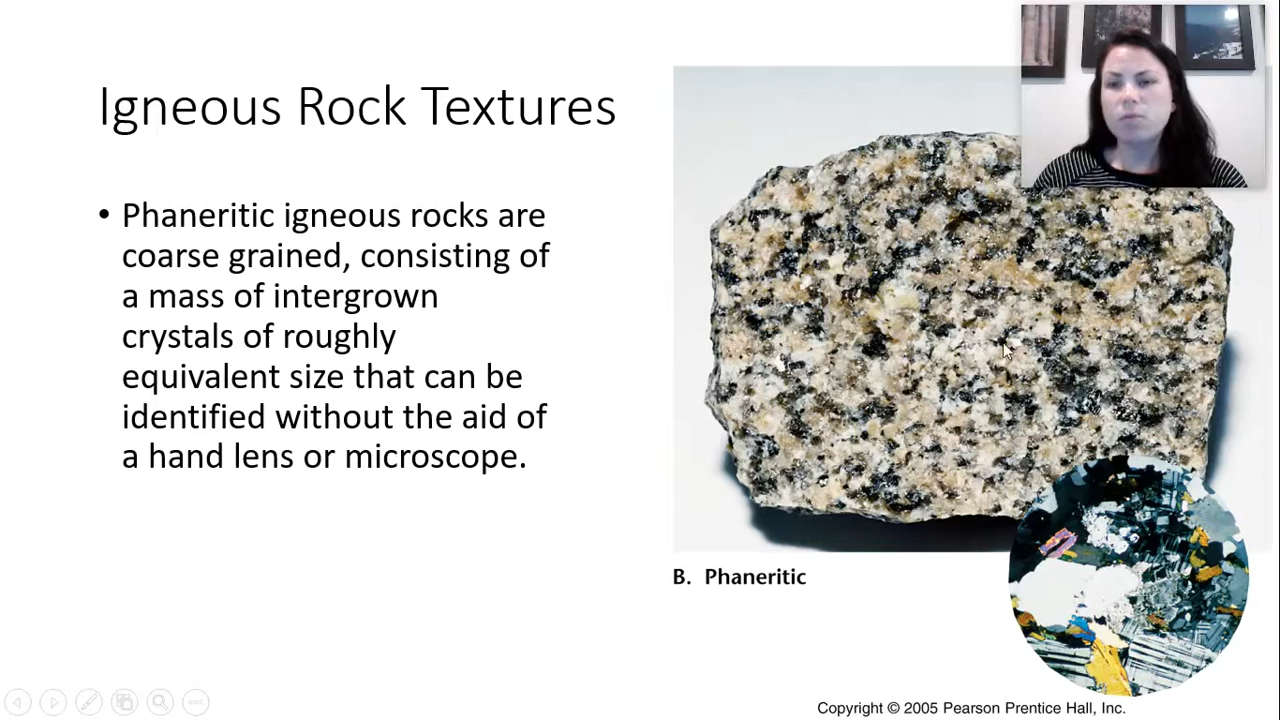 Igneous Rock Textures
• Phaneritic igneous rocks are
coarse grained, consisting of
a mass of intergrown
crystals of roughly
equivalent size that can be
identified without the aid of
a hand lens or microscope.
B. Phaneritic
Copyright © 2005 Pearson Prentice Hall, Inc.